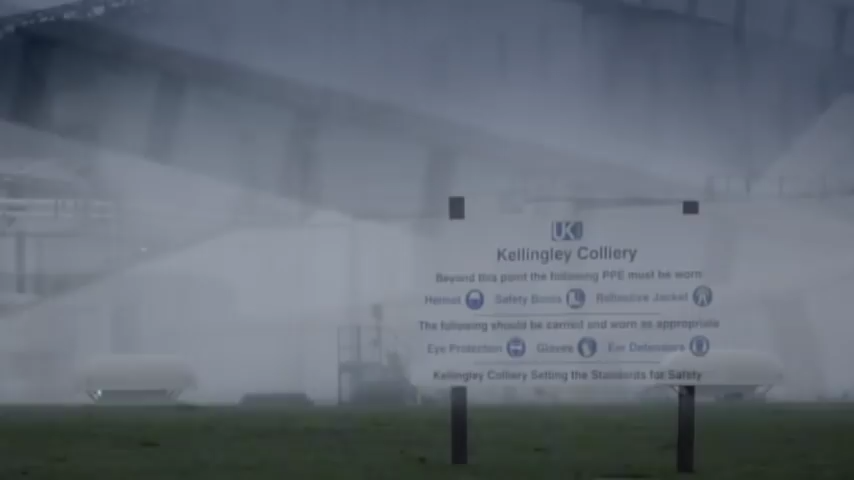 UK
Kellingley Colliery
Beyond this point the following PPE must be worn
Helmet Safety Boots Reflective Jacket
The following should be carried and worn as appropriate
Eye Protection Gloves Ear Defenders
Kellingley Colliery Setting the Standards for Safety